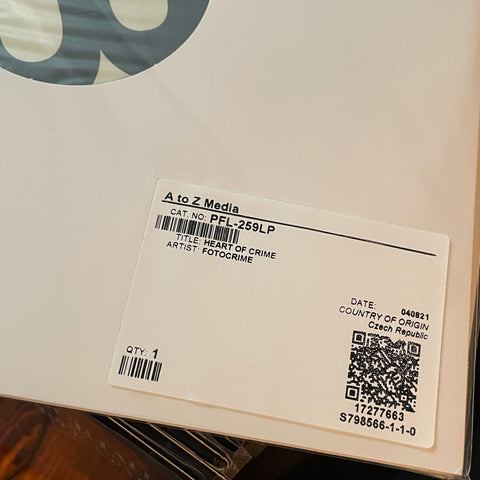 A to Z Media
CAT. NO: PFL-259LP
TITLE: HEART OF CRIME
ARTIST: FOTOCRIME
DATE: 040821
COUNTRY OF ORIGIN
Czech Republic
QTY: 1
17277663
S798566-1-1-0